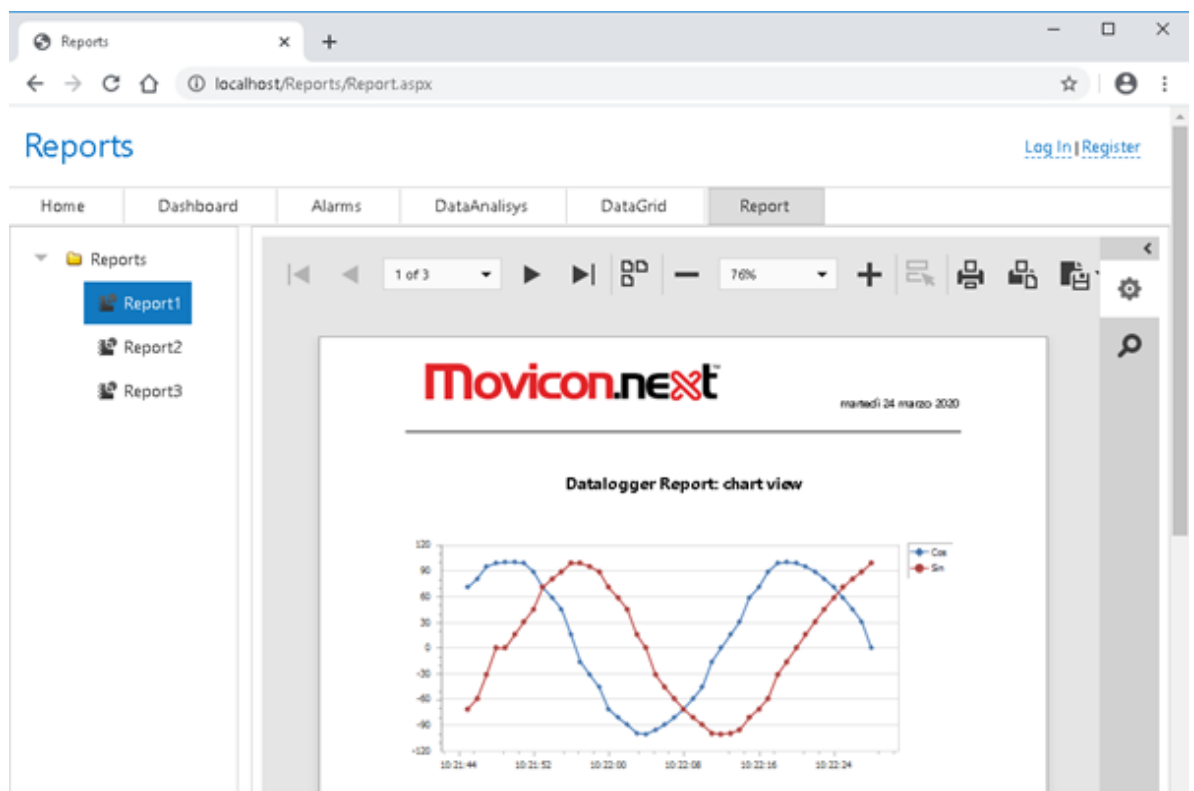 Reports
localhost/Reports/Report.aspx
Reports
Log In | Register
Home Dashboard Alarms DataAnalisys DataGrid Report
Reports
Report1
Report2
Report3
1 of 3
76%
Movicon.next
martedì 24 marzo 2020
Datalogger Report: chart view
120
90
60
30
0
-30
-60
-90
-120
10:21:44 10:21:52 10:22:00 10:22:08 10:22:16 10:22:24
Cos
Sin